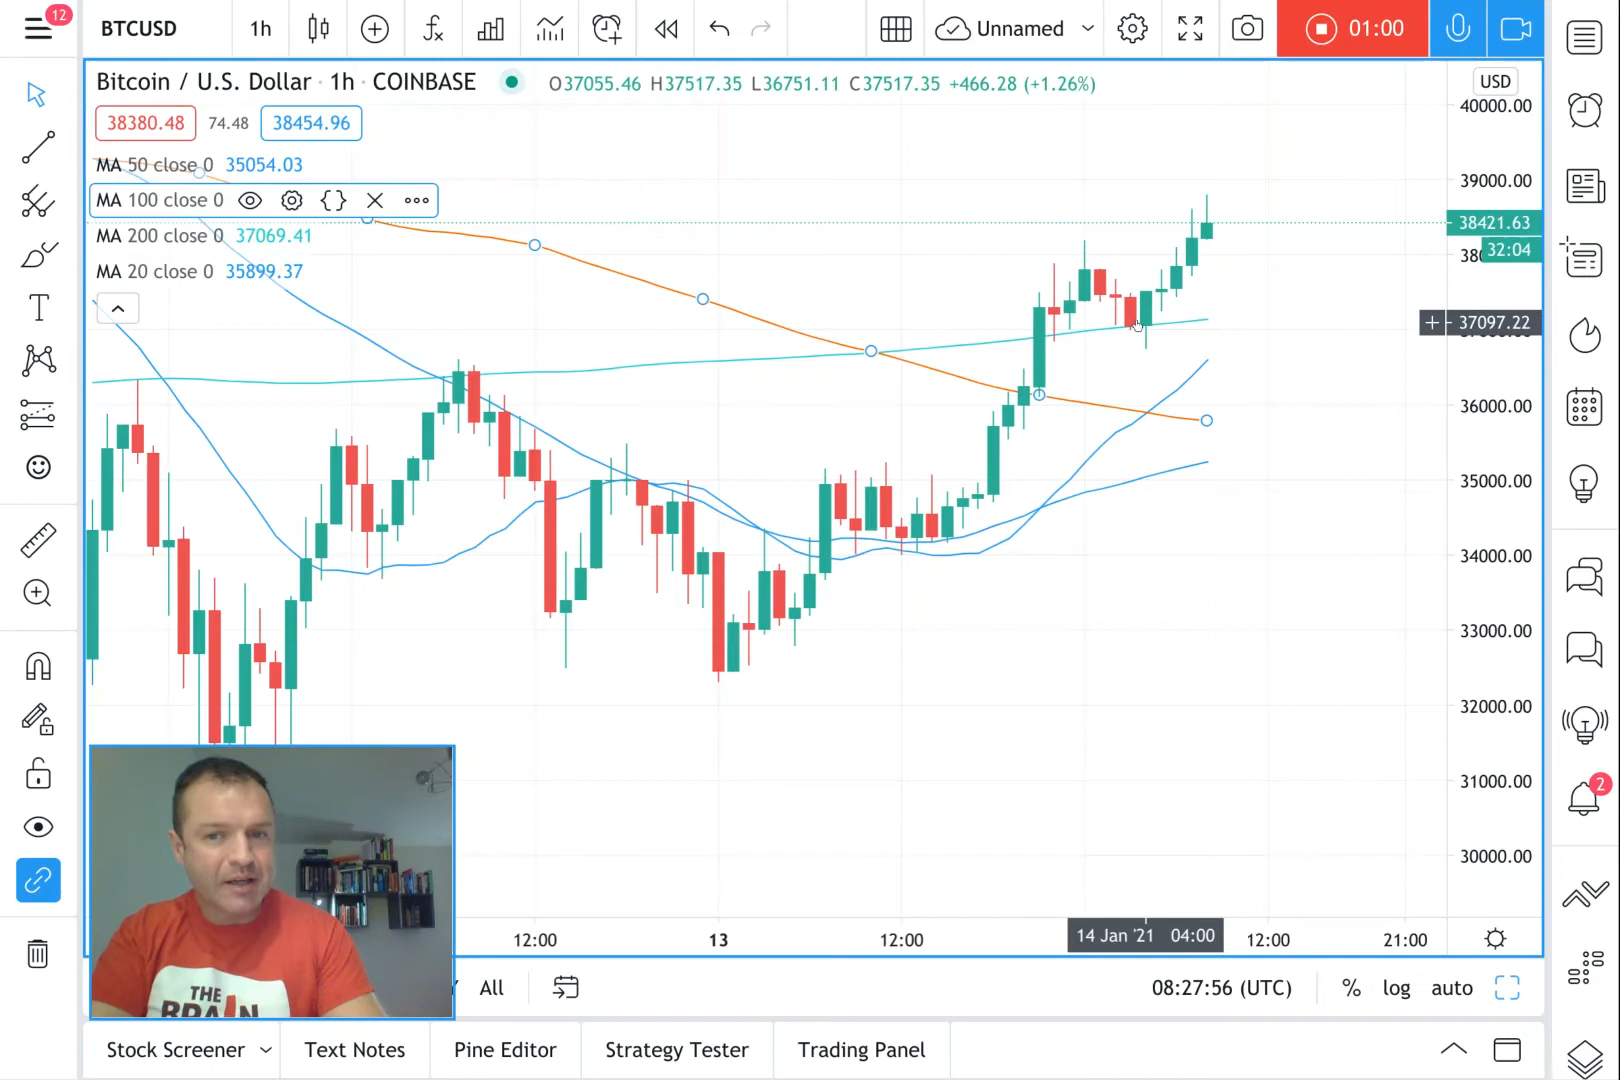 12
BTCUSD 1h Unnamed 01:00
Bitcoin / U.S. Dollar · 1h · COINBASE O37055.46 H37517.35 L36751.11 C37517.35 +466.28 (+1.26%)
USD
38380.48 74.48 38454.96
MA 50 close 0 35054.03
MA 100 close 0
MA 200 close 0 37069.41
MA 20 close 0 35899.37
40000.00
39000.00
38421.63
32:04
37097.22
36000.00
35000.00
34000.00
33000.00
32000.00
31000.00
30000.00
2
12:00 13 12:00 14 Jan '21 04:00 12:00 21:00
All 08:27:56 (UTC) % log auto
THE
Stock Screener Text Notes Pine Editor Strategy Tester Trading Panel